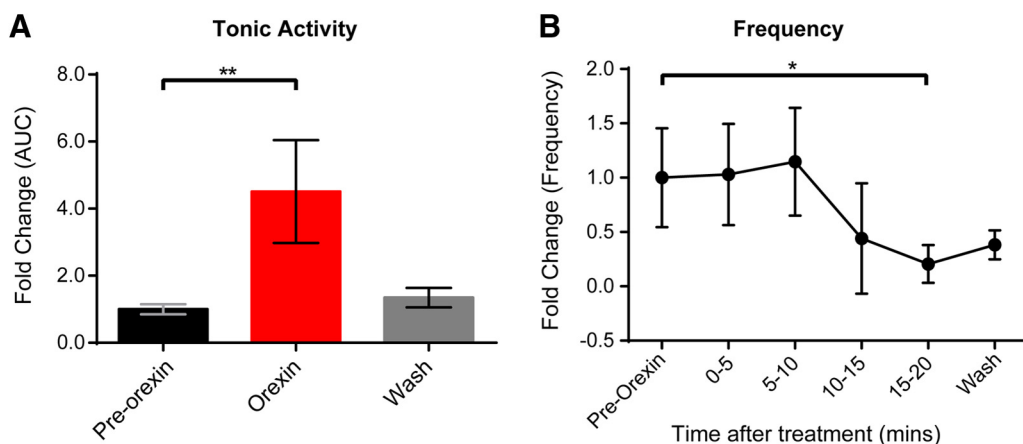 A
Tonic Activity
**
8.0
6.0
4.0
2.0
0.0
Fold Change (AUC)
Pre-orexin
Orexin
Wash
B
Frequency
*
2.0
1.5
1.0
0.5
0.0
-0.5
Fold Change (Frequency)
Pre-Orexin
0-5
5-10
10-15
15-20
Wash
Time after treatment (mins)